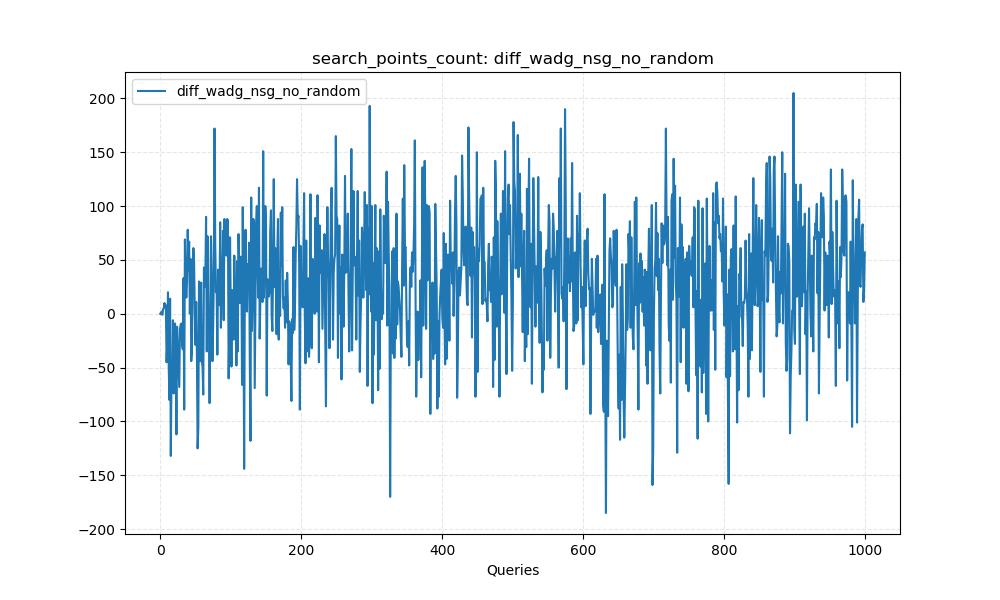 search_points_count: diff_wadg_nsg_no_random
diff_wadg_nsg_no_random
200
150
100
50
0
−50
−100
−150
−200
0 200 400 600 800 1000
Queries